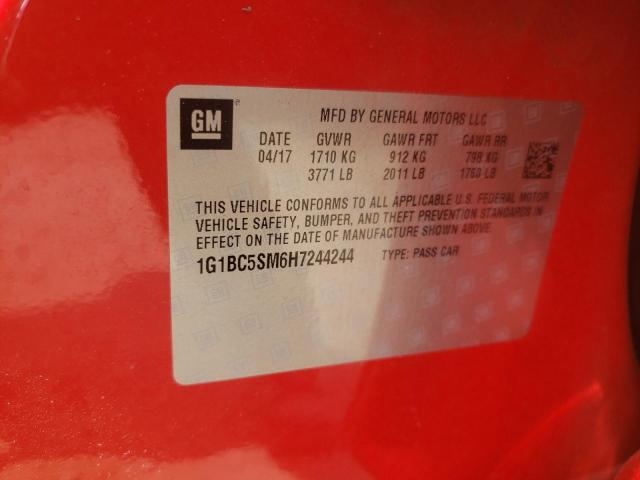 GM
MFD BY GENERAL MOTORS LLC
DATE GVWR GAWR FRT GAWR RR
04/17 1710 KG 912 KG 798 KG
3771 LB 2011 LB 1760 LB
THIS VEHICLE CONFORMS TO ALL APPLICABLE U.S. FEDERAL MOTOR
VEHICLE SAFETY, BUMPER, AND THEFT PREVENTION STANDARDS IN
EFFECT ON THE DATE OF MANUFACTURE SHOWN ABOVE.
1G1BC5SM6H7244244 TYPE: PASS CAR